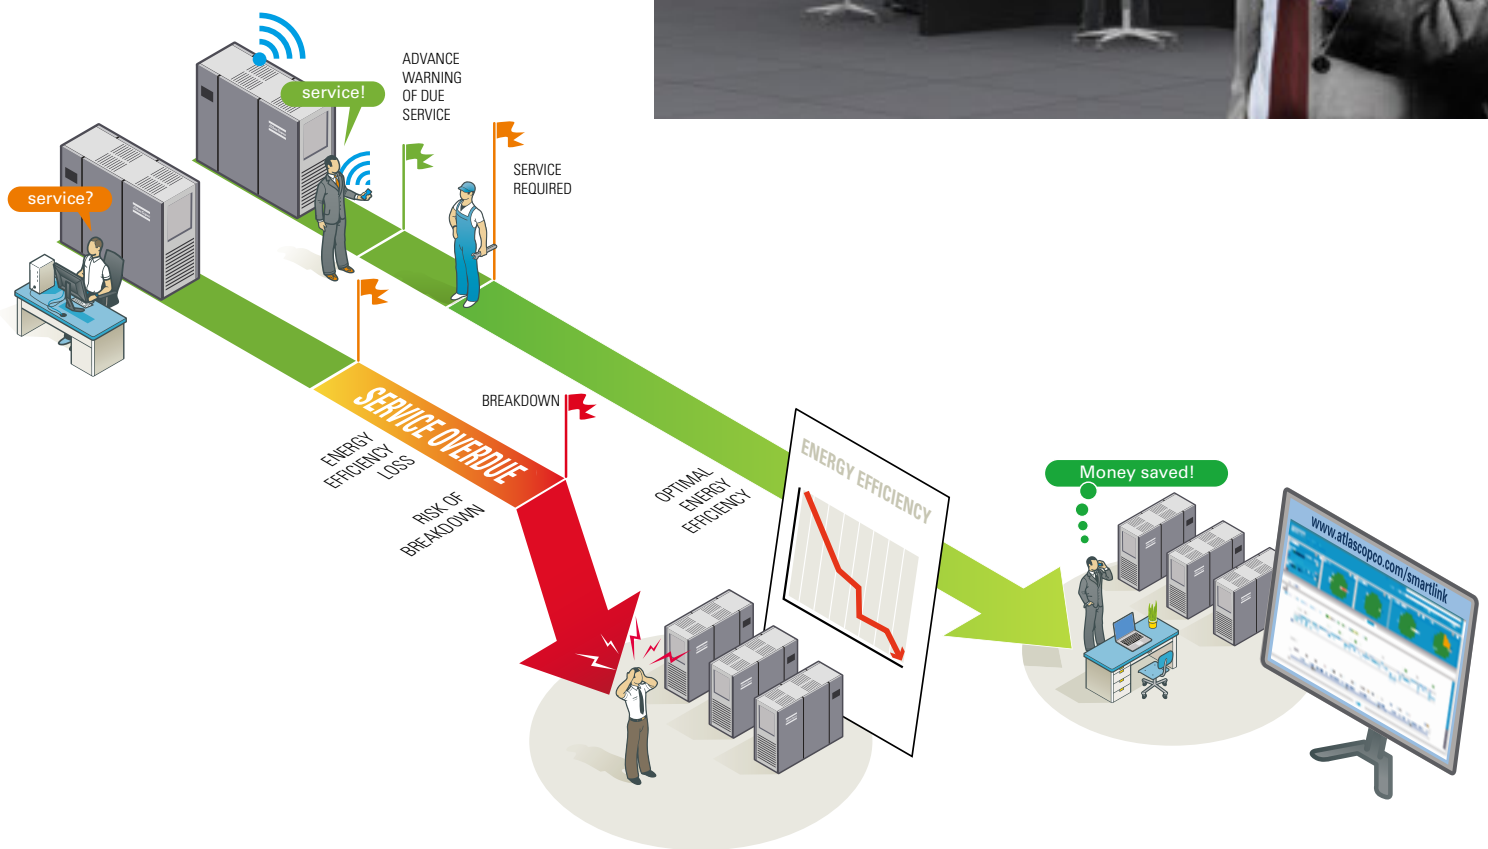 ADVANCE
WARNING
OF DUE
SERVICE
service!
SERVICE
REQUIRED
service?
BREAKDOWN
SERVICE OVERDUE
ENERGY
EFFICIENCY
LOSS
RISK OF
BREAKDOWN
OPTIMAL
ENERGY
EFFICIENCY
ENERGY EFFICIENCY
Money saved!
www.atlascopco.com/smartlink